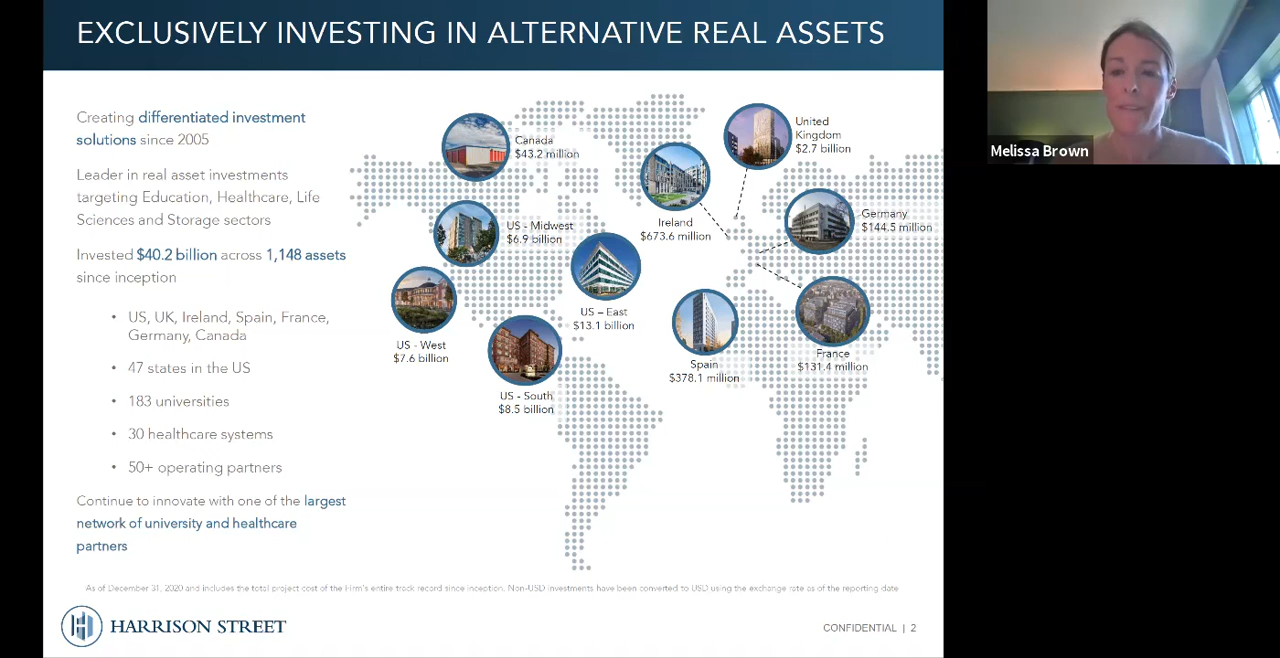 EXCLUSIVELY INVESTING IN ALTERNATIVE REAL ASSETS
Creating differentiated investment
solutions since 2005
Leader in real asset investments
targeting Education, Healthcare, Life
Sciences and Storage sectors
Invested $40.2 billion across 1,148 assets
since inception
• US, UK, Ireland, Spain, France,
Germany, Canada
• 47 states in the US
• 183 universities
• 30 healthcare systems
• 50+ operating partners
Continue to innovate with one of the largest
network of university and healthcare
partners
Canada
$43.2 million
United
Kingdom
$2.7 billion
Ireland
$673.6 million
Germany
$144.5 million
US - Midwest
$6.9 billion
US – East
$13.1 billion
US - West
$7.6 billion
Spain
$378.1 million
France
$131.4 million
US - South
$8.5 billion
As of December 31, 2020 and includes the total project cost of the Firm's entire track record since inception. Non-USD investments have been converted to USD using the exchange rate as of the reporting date
HARRISON STREET
CONFIDENTIAL | 2
Melissa Brown